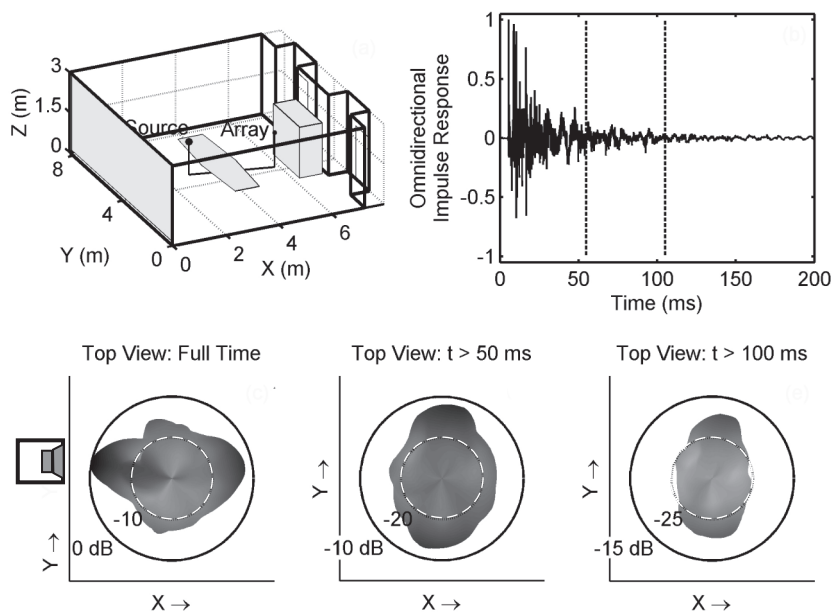 (a)
Z (m)
3
1.5
0
8
4
0
Y (m)
0
2
4
6
X (m)
Source
Array
(b)
Omnidirectional
Impulse Response
1
0.5
0
-0.5
-1
0
50
100
150
200
Time (ms)
Top View: Full Time
(c)
-10
0 dB
Y →
X →
Top View: t > 50 ms
-20
-10 dB
Y →
X →
Top View: t > 100 ms
(e)
-25
-15 dB
Y →
X →